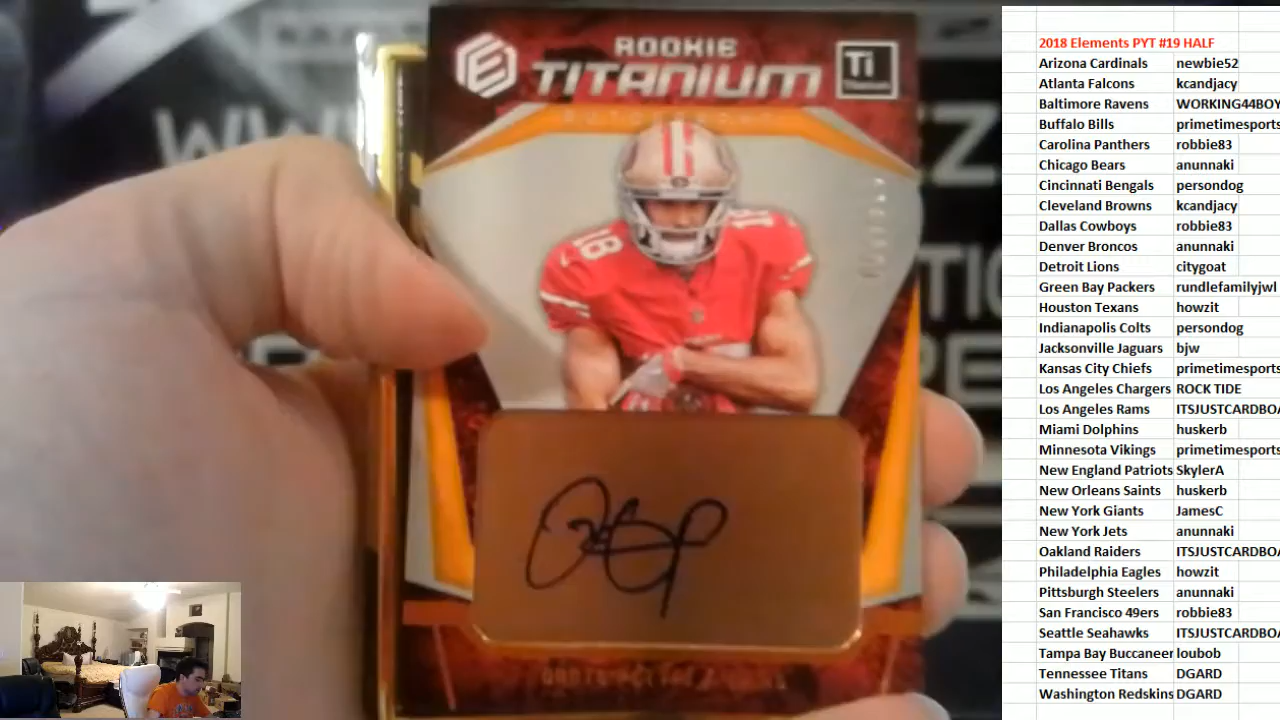 ROOKIE
TITANIUM
Ti
18
18
2018 Elements PYT #19 HALF
Arizona Cardinals newbie52
Atlanta Falcons kcandjacy
Baltimore Ravens WORKING44BOY
Buffalo Bills primetimesports
Carolina Panthers robbie83
Chicago Bears anunnaki
Cincinnati Bengals persondog
Cleveland Browns kcandjacy
Dallas Cowboys robbie83
Denver Broncos anunnaki
Detroit Lions citygoat
Green Bay Packers rundlefamilyjwl
Houston Texans howzit
Indianapolis Colts persondog
Jacksonville Jaguars bjw
Kansas City Chiefs primetimesports
Los Angeles Chargers ROCK TIDE
Los Angeles Rams ITSJUSTCARDBOA
Miami Dolphins huskerb
Minnesota Vikings primetimesports
New England Patriots SkylerA
New Orleans Saints huskerb
New York Giants JamesC
New York Jets anunnaki
Oakland Raiders ITSJUSTCARDBOA
Philadelphia Eagles howzit
Pittsburgh Steelers anunnaki
San Francisco 49ers robbie83
Seattle Seahawks ITSJUSTCARDBOA
Tampa Bay Buccaneer loubob
Tennessee Titans DGARD
Washington Redskins DGARD